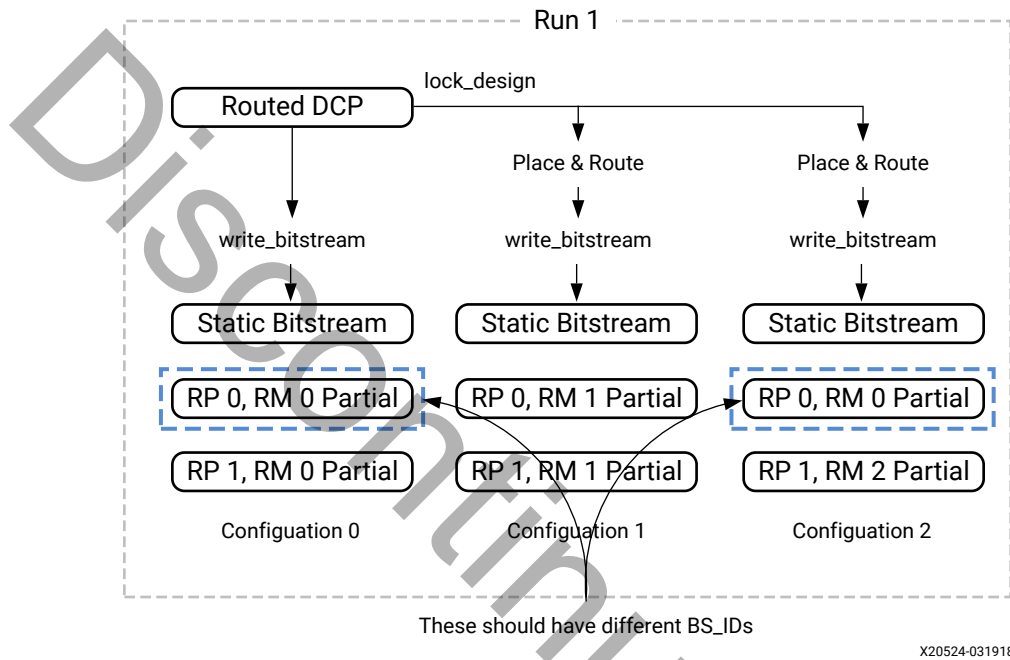 Run 1
lock_design
Routed DCP
Place & Route
Place & Route
write_bitstream
write_bitstream
write_bitstream
Static Bitstream
Static Bitstream
Static Bitstream
RP 0, RM 0 Partial
RP 0, RM 1 Partial
RP 0, RM 0 Partial
RP 1, RM 0 Partial
RP 1, RM 1 Partial
RP 1, RM 2 Partial
Configuation 0
Configuation 1
Configuation 2
These should have different BS_IDs
X20524-031918